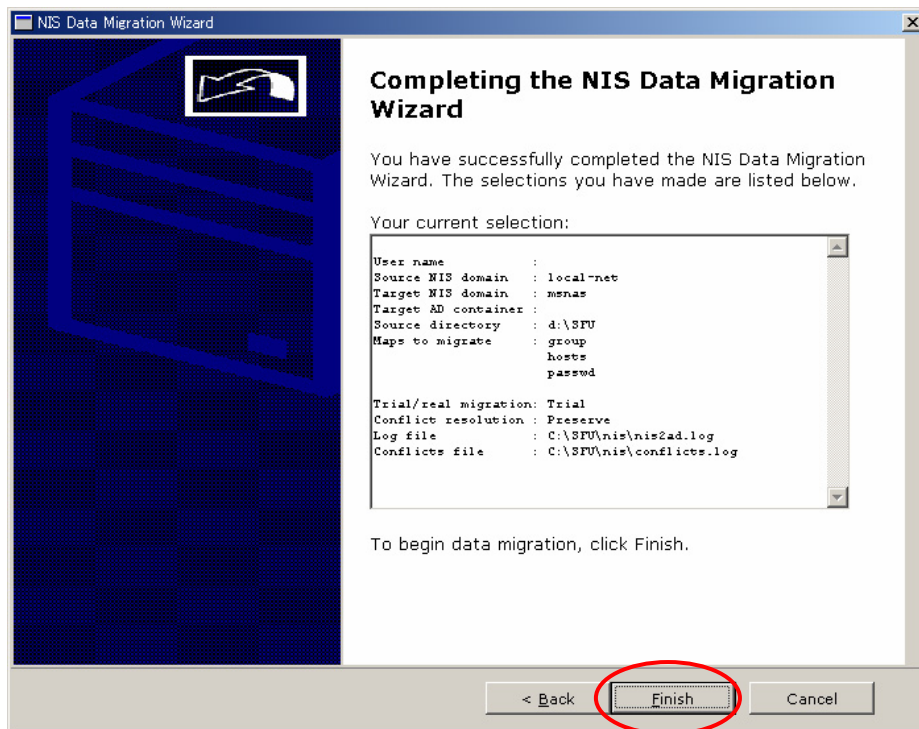 NIS Data Migration Wizard
Completing the NIS Data Migration
Wizard
You have successfully completed the NIS Data Migration
Wizard. The selections you have made are listed below.
Your current selection:
User name :
Source NIS domain : local-net
Target NIS domain : msnas
Target AD container :
Source directory : d:\SFU
Maps to migrate : group
hosts
passwd
Trial/real migration: Trial
Conflict resolution : Preserve
Log file : C:\SFU\nis\nis2ad.log
Conflicts file : C:\SFU\nis\conflicts.log
To begin data migration, click Finish.
< Back Finish Cancel